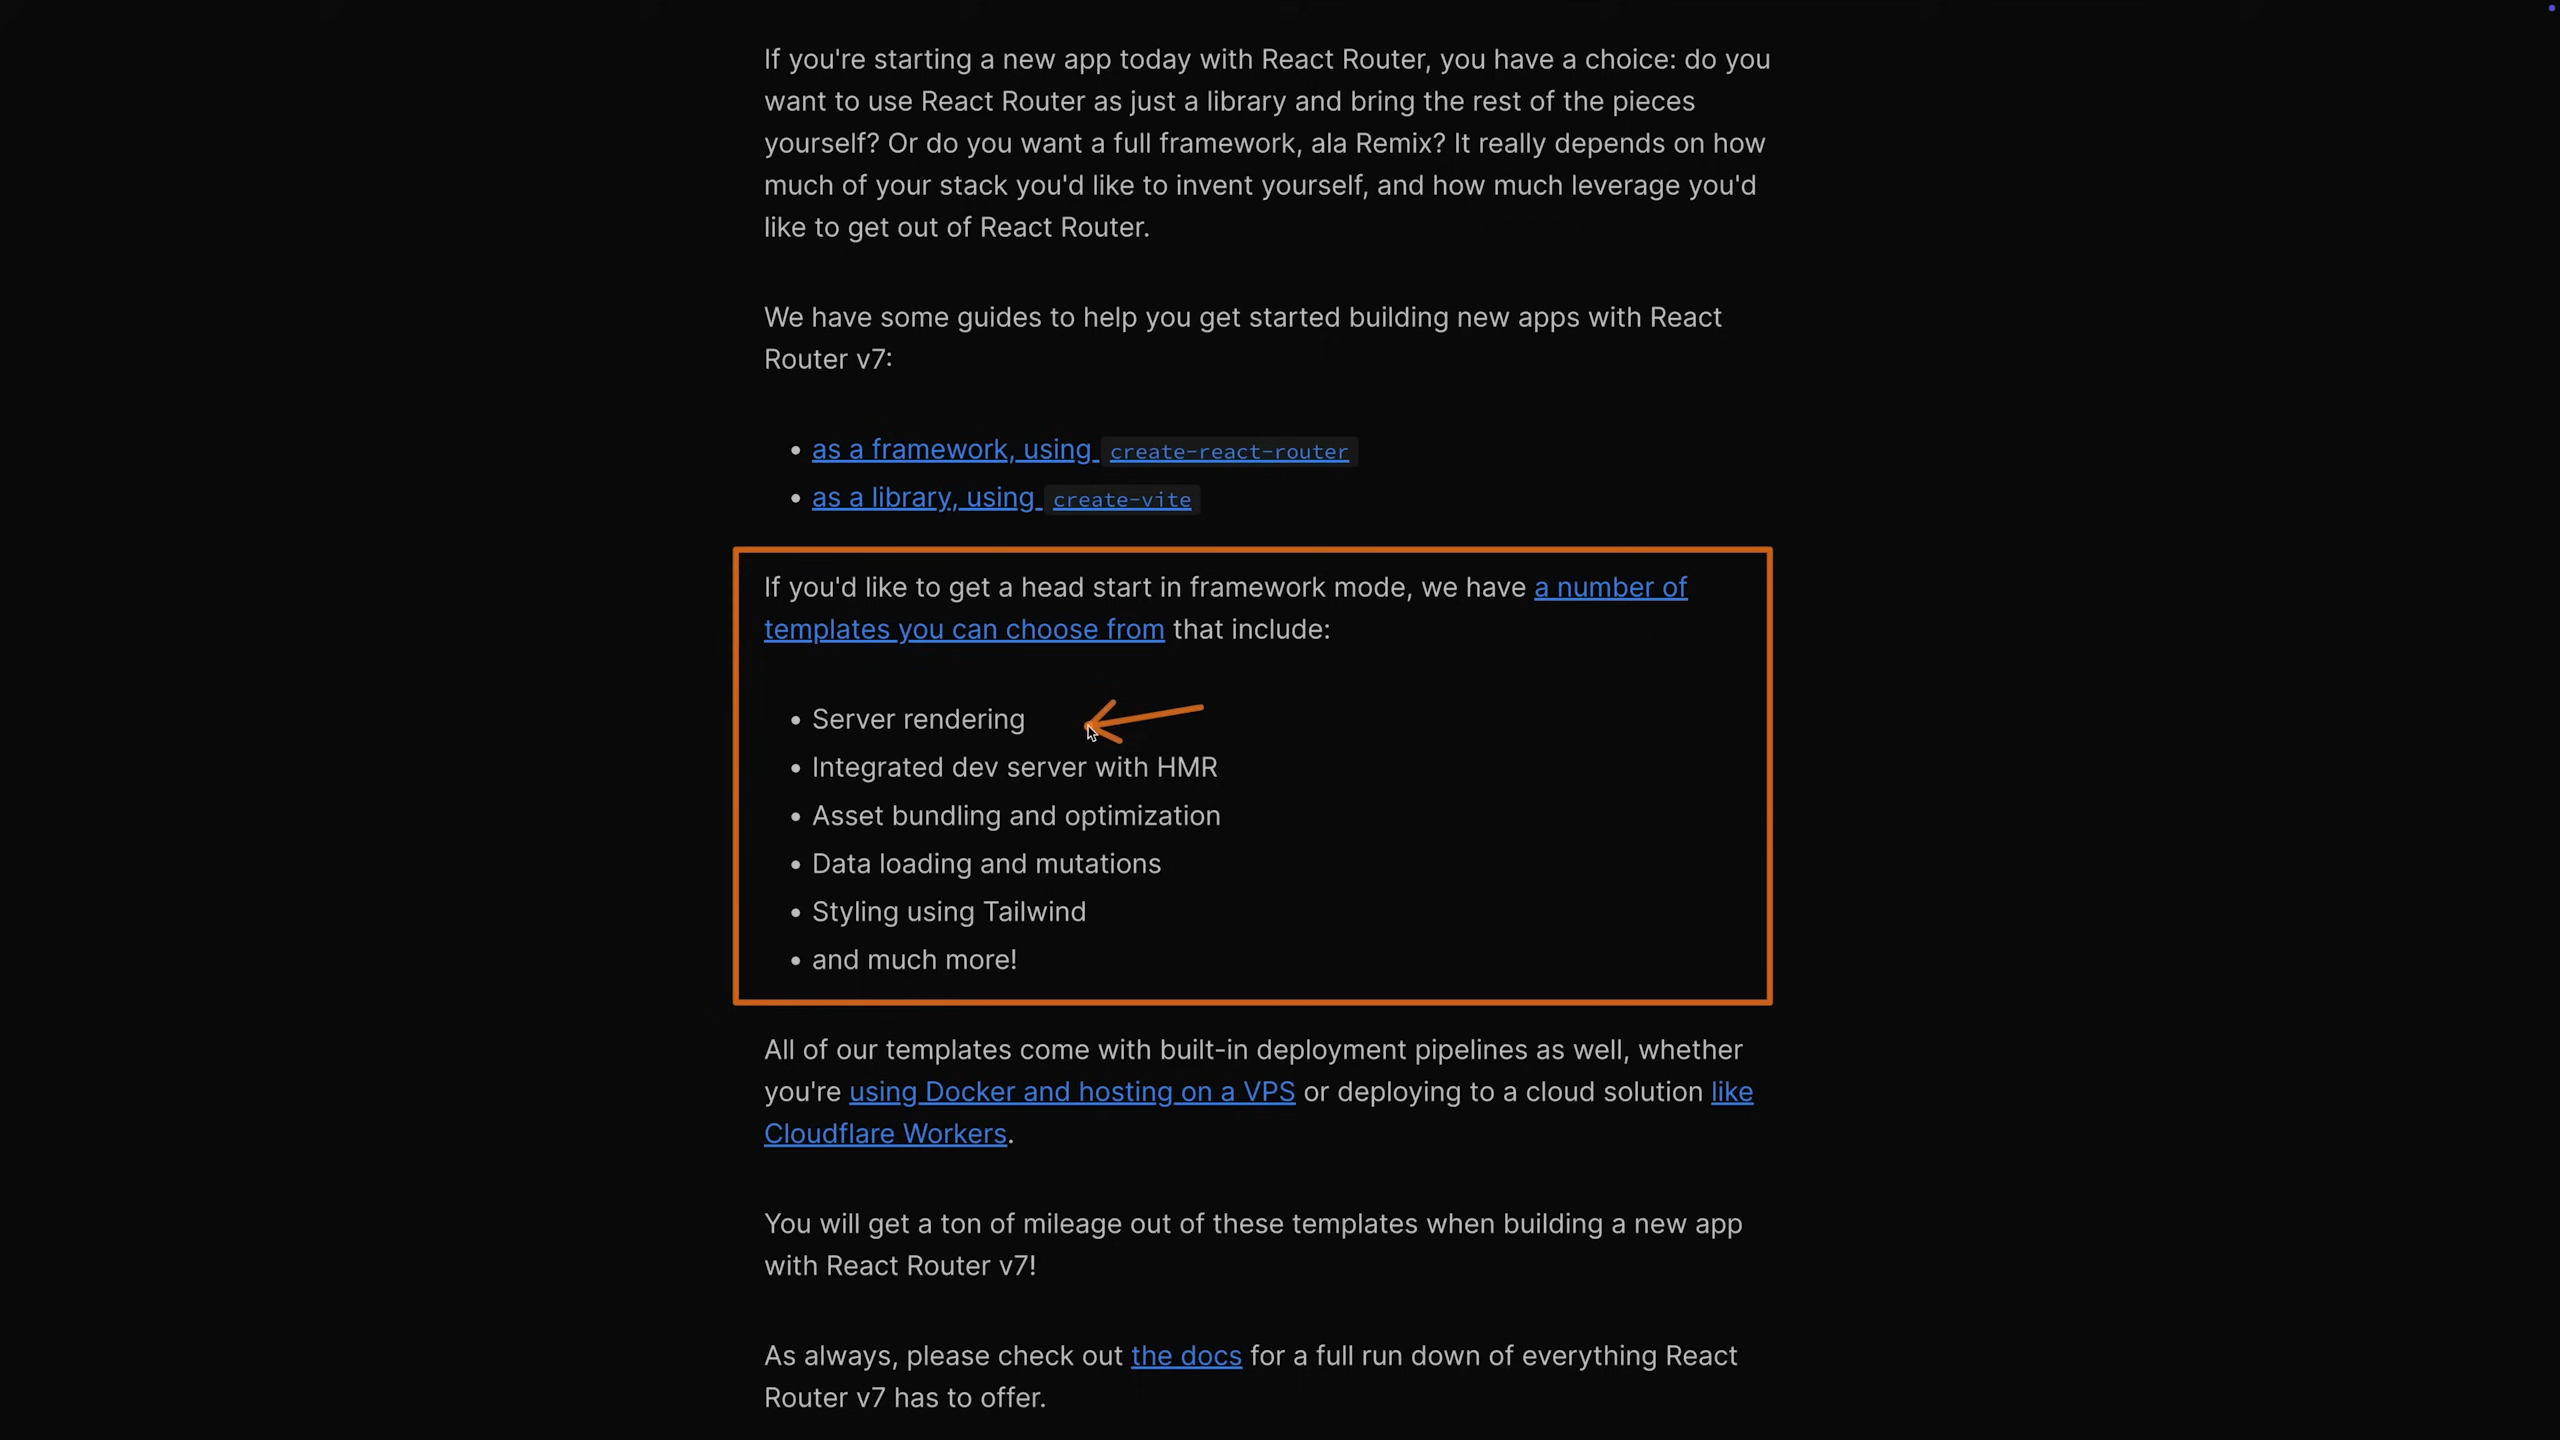 If you're starting a new app today with React Router, you have a choice: do you
want to use React Router as just a library and bring the rest of the pieces
yourself? Or do you want a full framework, ala Remix? It really depends on how
much of your stack you'd like to invent yourself, and how much leverage you'd
like to get out of React Router.
We have some guides to help you get started building new apps with React
Router v7:
• as a framework, using create-react-router
• as a library, using create-vite
If you'd like to get a head start in framework mode, we have a number of
templates you can choose from that include:
• Server rendering
• Integrated dev server with HMR
• Asset bundling and optimization
• Data loading and mutations
• Styling using Tailwind
• and much more!
All of our templates come with built-in deployment pipelines as well, whether
you're using Docker and hosting on a VPS or deploying to a cloud solution like
Cloudflare Workers.
You will get a ton of mileage out of these templates when building a new app
with React Router v7!
As always, please check out the docs for a full run down of everything React
Router v7 has to offer.